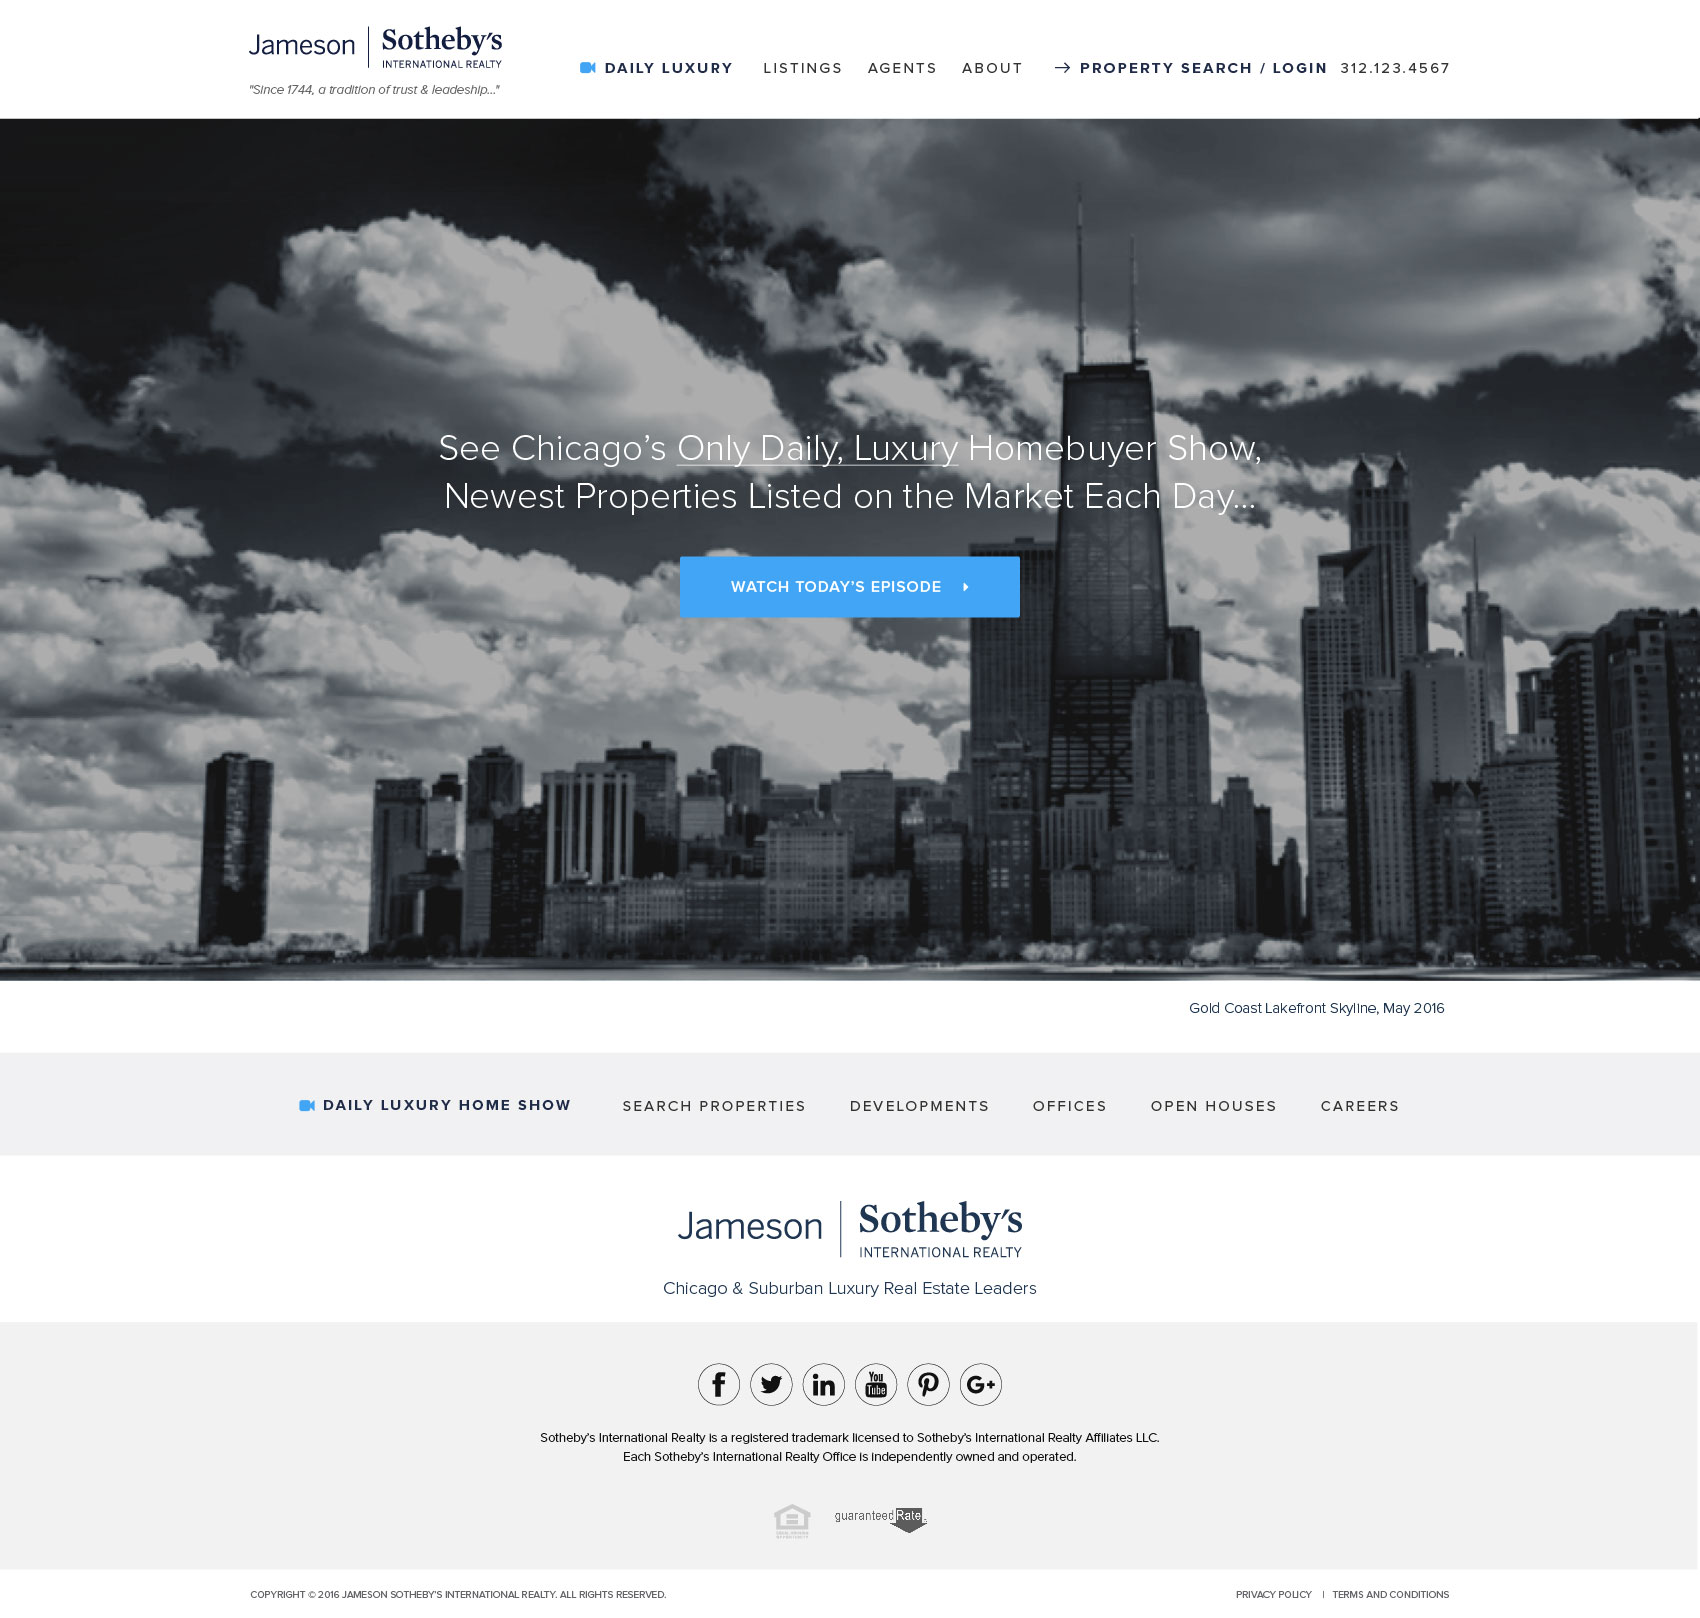 Jameson
Sotheby's
INTERNATIONAL REALTY
"Since 1744, a tradition of trust & leadeship..."
DAILY LUXURY LISTINGS AGENTS ABOUT → PROPERTY SEARCH / LOGIN 312.123.4567
See Chicago's Only Daily, Luxury Homebuyer Show,
Newest Properties Listed on the Market Each Day...
WATCH TODAY'S EPISODE
Gold Coast Lakefront Skyline, May 2016
DAILY LUXURY HOME SHOW SEARCH PROPERTIES DEVELOPMENTS OFFICES OPEN HOUSES CAREERS
Jameson
Sotheby's
INTERNATIONAL REALTY
Chicago & Suburban Luxury Real Estate Leaders
f in You Tube G+
Sotheby's International Realty is a registered trademark licensed to Sotheby's International Realty Affiliates LLC.
Each Sotheby's International Realty Office is independently owned and operated.
guaranteed Rate
COPYRIGHT © 2016 JAMESON SOTHEBY'S INTERNATIONAL REALTY. ALL RIGHTS RESERVED.
PRIVACY POLICY | TERMS AND CONDITIONS